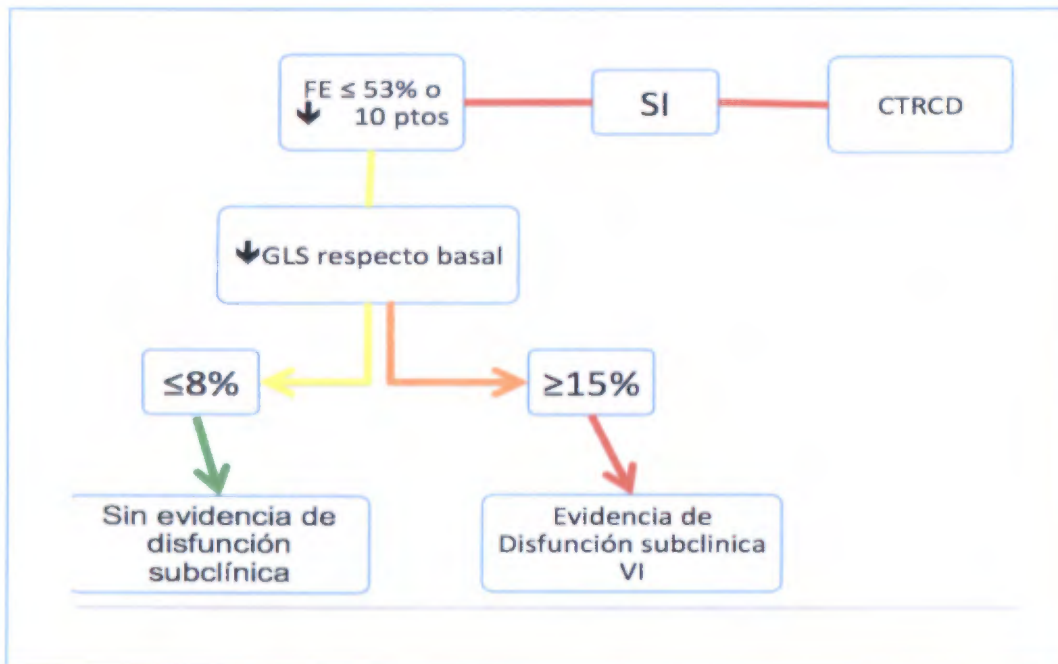 FE ≤ 53% o
↓ 10 ptos
SI
CTRCD
↓GLS respecto basal
≤8%
≥15%
Sin evidencia de
disfunción
subclínica
Evidencia de
Disfunción subclinica
VI